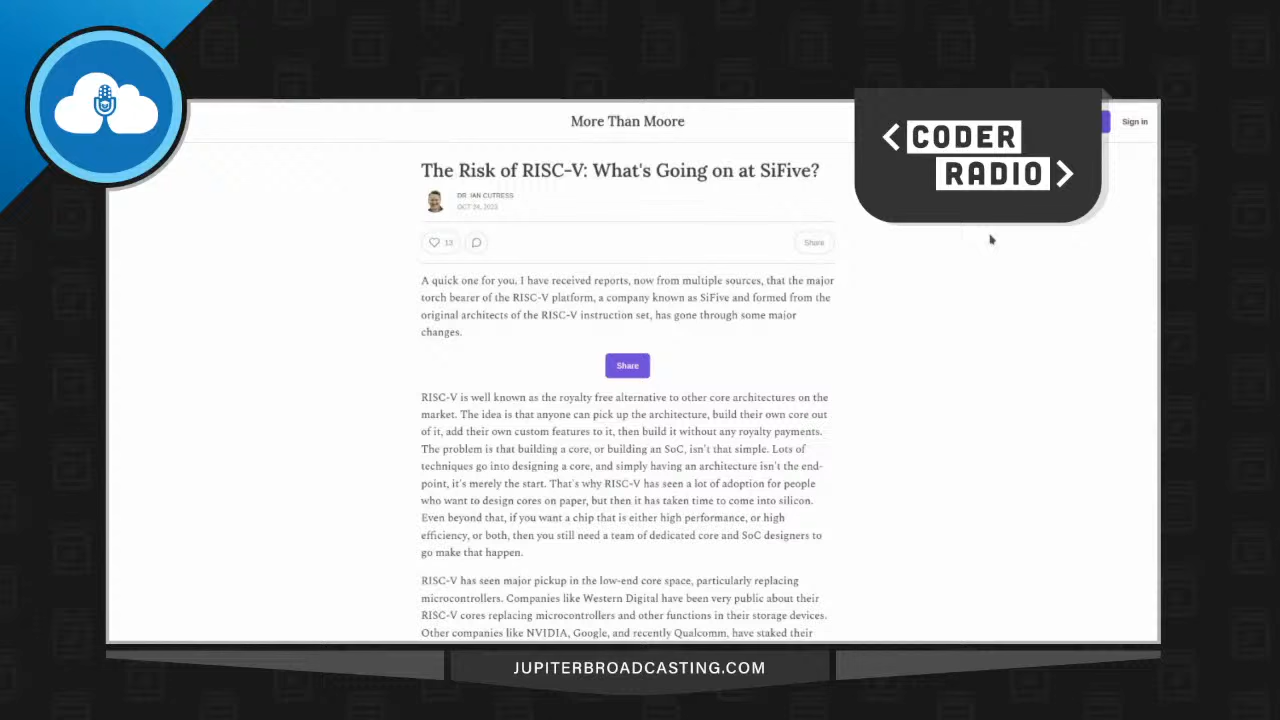 More Than Moore
Sign in
< CODER
RADIO >
The Risk of RISC-V: What's Going on at SiFive?
DR. IAN CUTRESS
OCT 24, 2023
13
Share
A quick one for you. I have received reports, now from multiple sources, that the major
torch bearer of the RISC-V platform, a company known as SiFive and formed from the
original architects of the RISC-V instruction set, has gone through some major
changes.
Share
RISC-V is well known as the royalty free alternative to other core architectures on the
market. The idea is that anyone can pick up the architecture, build their own core out
of it, add their own custom features to it, then build it without any royalty payments.
The problem is that building a core, or building an SoC, isn't that simple. Lots of
techniques go into designing a core, and simply having an architecture isn't the end-
point, it's merely the start. That's why RISC-V has seen a lot of adoption for people
who want to design cores on paper, but then it has taken time to come into silicon.
Even beyond that, if you want a chip that is either high performance, or high
efficiency, or both, then you still need a team of dedicated core and SoC designers to
go make that happen.
RISC-V has seen major pickup in the low-end core space, particularly replacing
microcontrollers. Companies like Western Digital have been very public about their
RISC-V cores replacing microcontrollers and other functions in their storage devices.
Other companies like NVIDIA, Google, and recently Qualcomm, have staked their
JUPITERBROADCASTING.COM